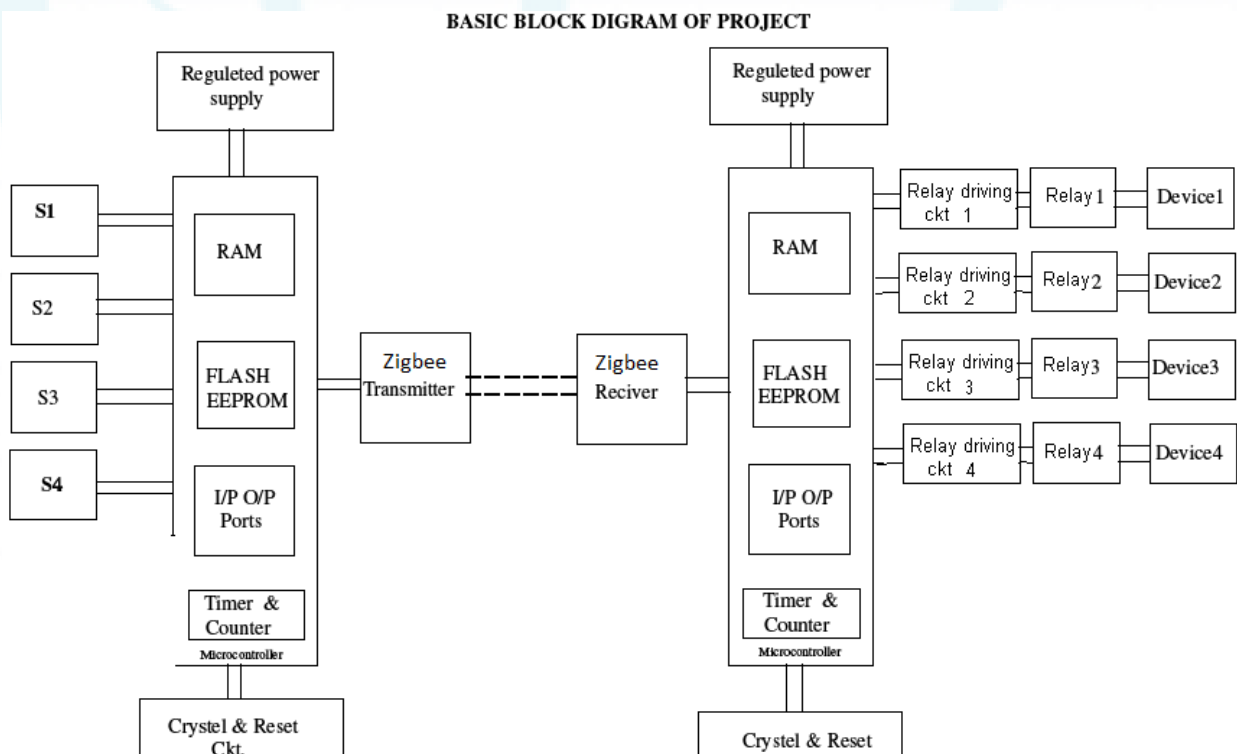 BASIC BLOCK DIGRAM OF PROJECT
Reguleted power
supply
S1
S2
S3
S4
RAM
FLASH
EEPROM
I/P O/P
Ports
Timer &
Counter
Microcontroller
Crystel & Reset
Ckt.
Zigbee
Transmitter
Zigbee
Reciver
Reguleted power
supply
RAM
FLASH
EEPROM
I/P O/P
Ports
Timer &
Counter
Microcontroller
Crystel & Reset
Relay driving
ckt 1
Relay1
Device1
Relay driving
ckt 2
Relay2
Device2
Relay driving
ckt 3
Relay3
Device3
Relay driving
ckt 4
Relay4
Device4